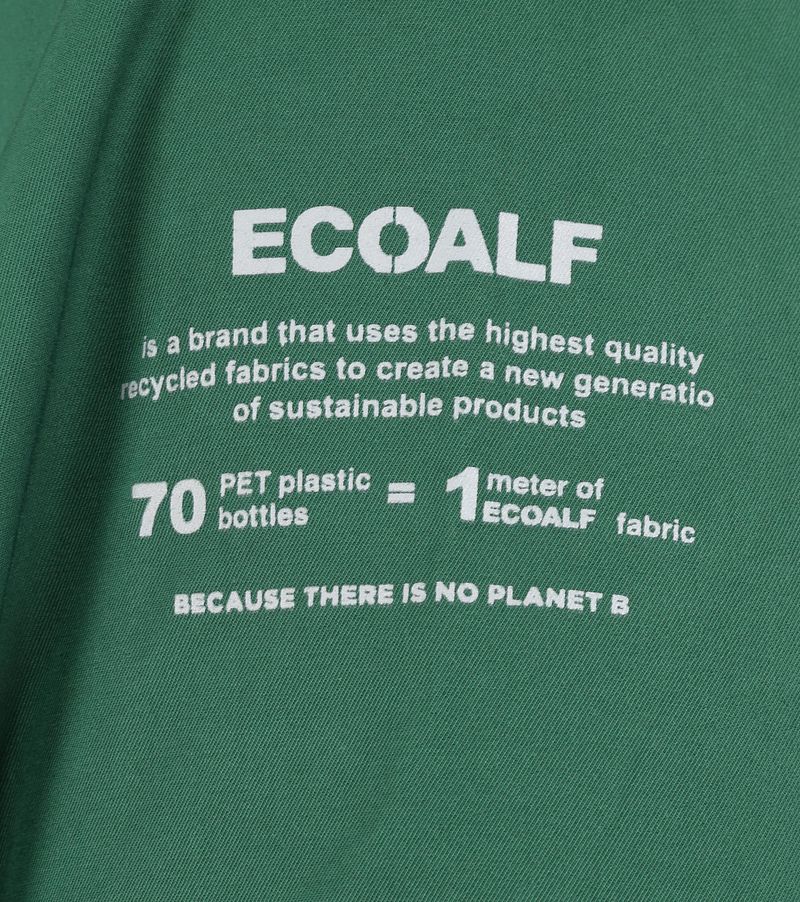 ECOALF
is a brand that uses the highest quality
recycled fabrics to create a new generatio
of sustainable products
70 PET plastic bottles = 1 meter of ECOALF fabric
BECAUSE THERE IS NO PLANET B